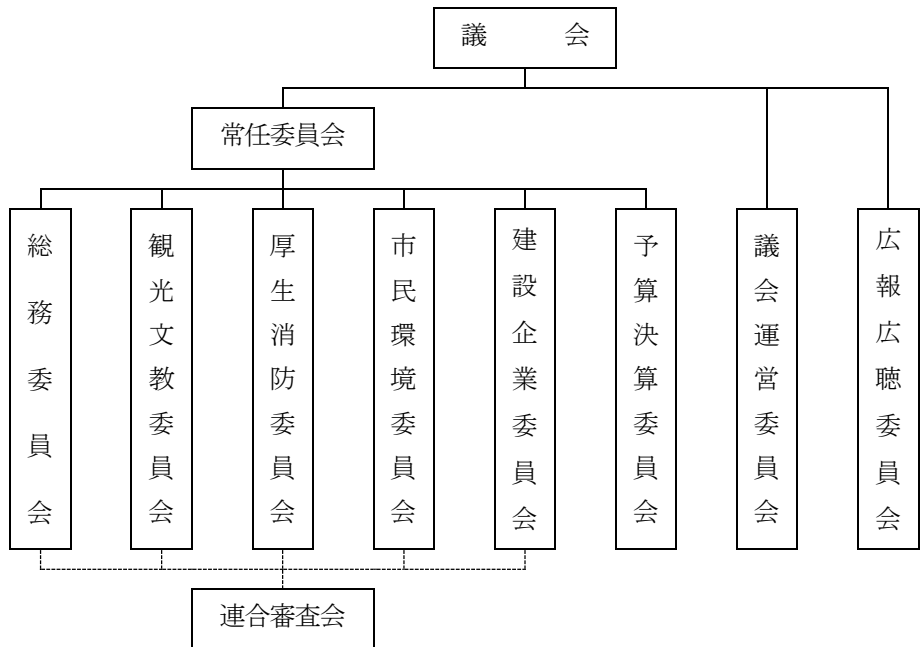 議　会
常任委員会
総務委員会
観光文教委員会
厚生消防委員会
市民環境委員会
建設企業委員会
予算決算委員会
議会運営委員会
広報広聴委員会
連合審査会